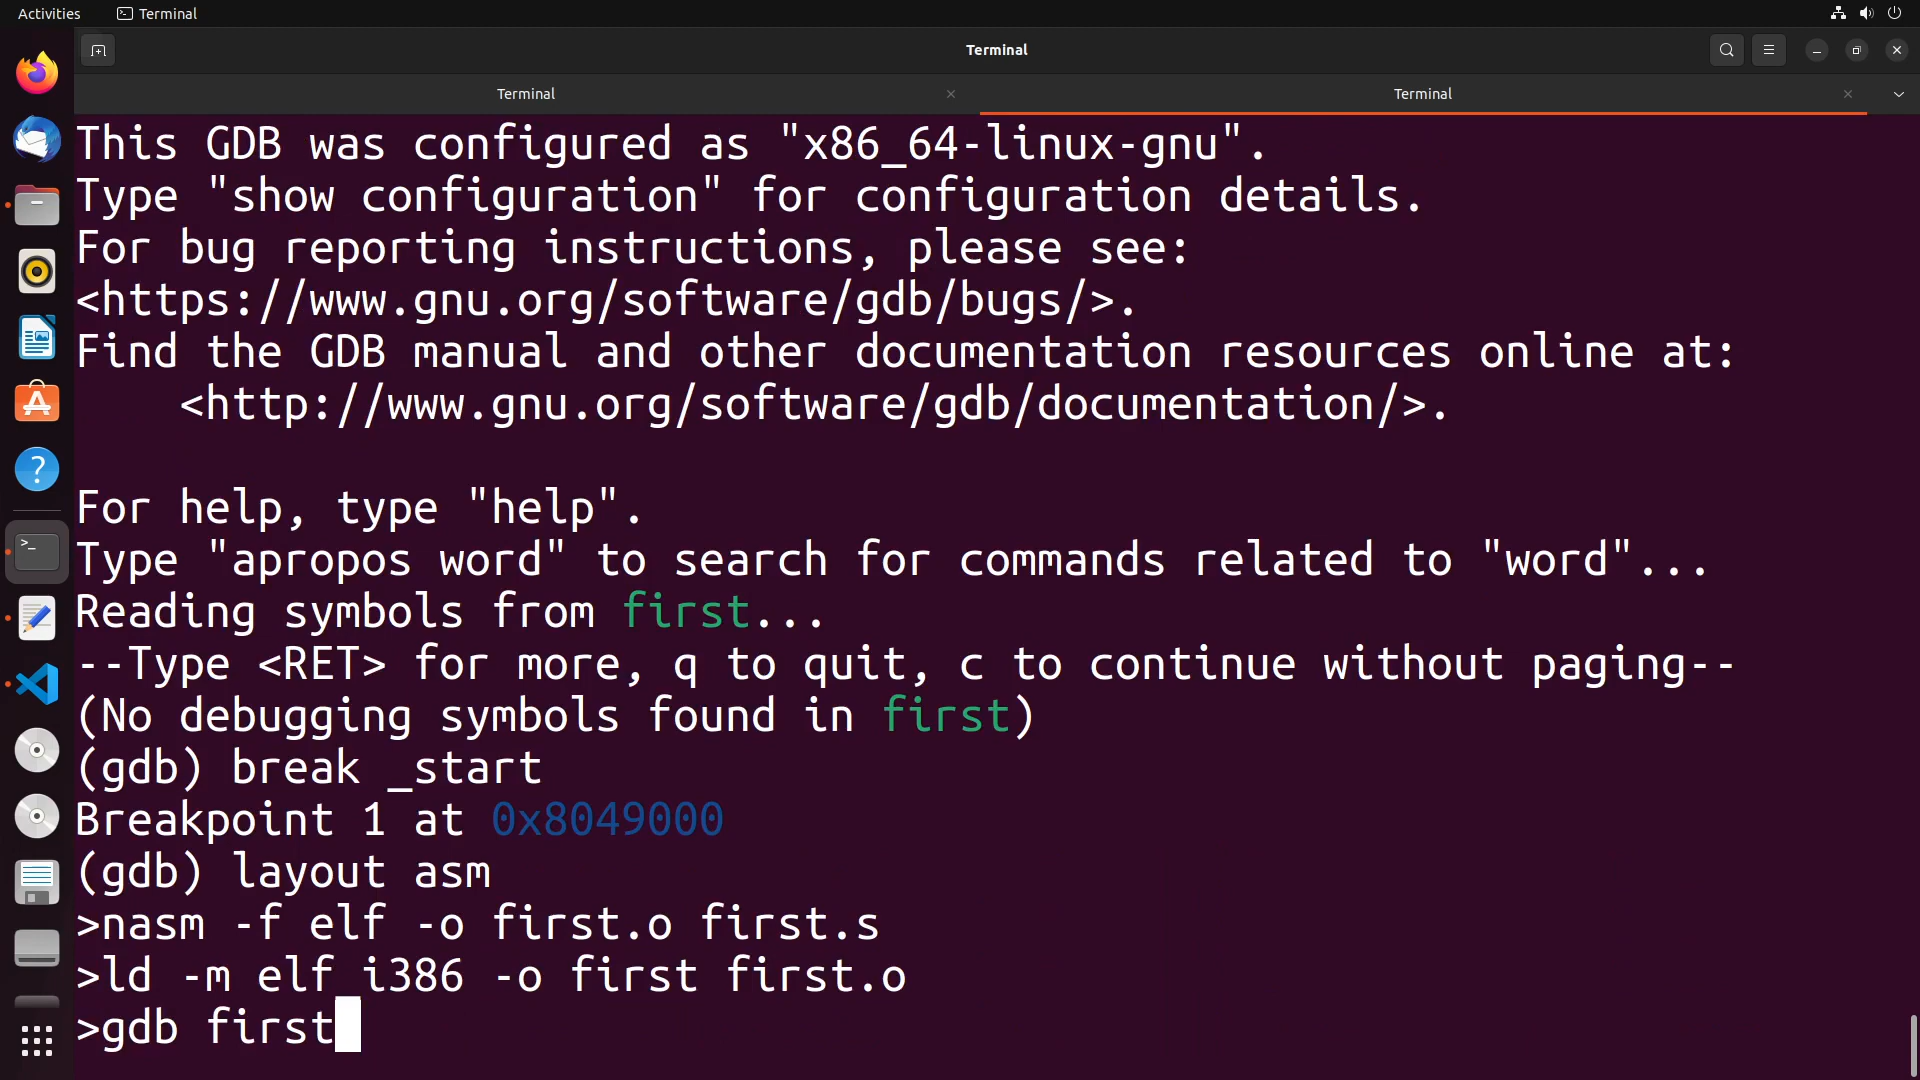 Activities
Terminal
Terminal
Terminal
Terminal
This GDB was configured as "x86_64-linux-gnu".
Type "show configuration" for configuration details.
For bug reporting instructions, please see:
<https://www.gnu.org/software/gdb/bugs/>.
Find the GDB manual and other documentation resources online at:
    <http://www.gnu.org/software/gdb/documentation/>.
For help, type "help".
Type "apropos word" to search for commands related to "word"...
Reading symbols from first...
--Type <RET> for more, q to quit, c to continue without paging--
(No debugging symbols found in first)
(gdb) break _start
Breakpoint 1 at 0x8049000
(gdb) layout asm
>nasm -f elf -o first.o first.s
>ld -m elf_i386 -o first first.o
>gdb first